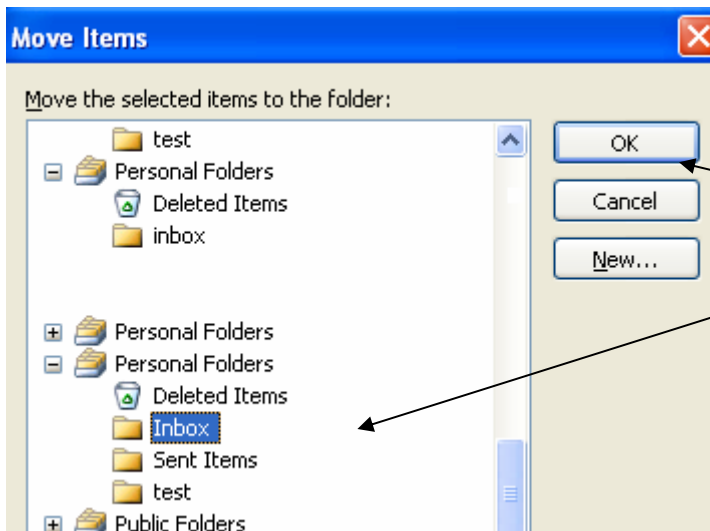 Move Items
Move the selected items to the folder:
test
OK
Personal Folders
Deleted Items
Cancel
inbox
New...
Personal Folders
Personal Folders
Deleted Items
Inbox
Sent Items
test
Public Folders